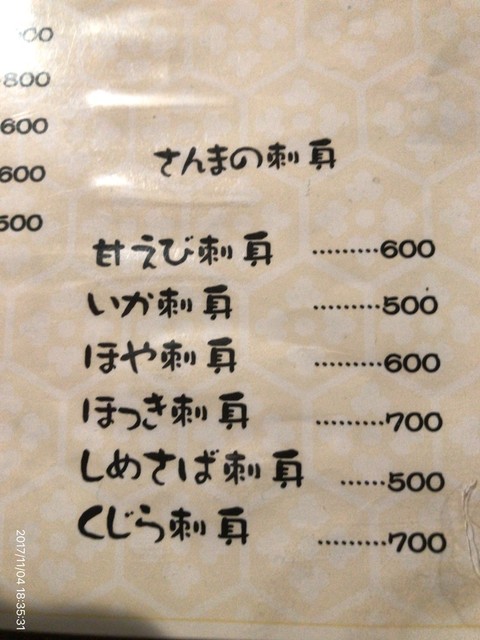 800
600
600
500
さんまの刺身
甘えび刺身 ………600
いか刺身 ………500
ほや刺身 ………600
ほっき刺身 ………700
しめさば刺身 ……500
くじら刺身 ………700
2017/11/04 18:35:31